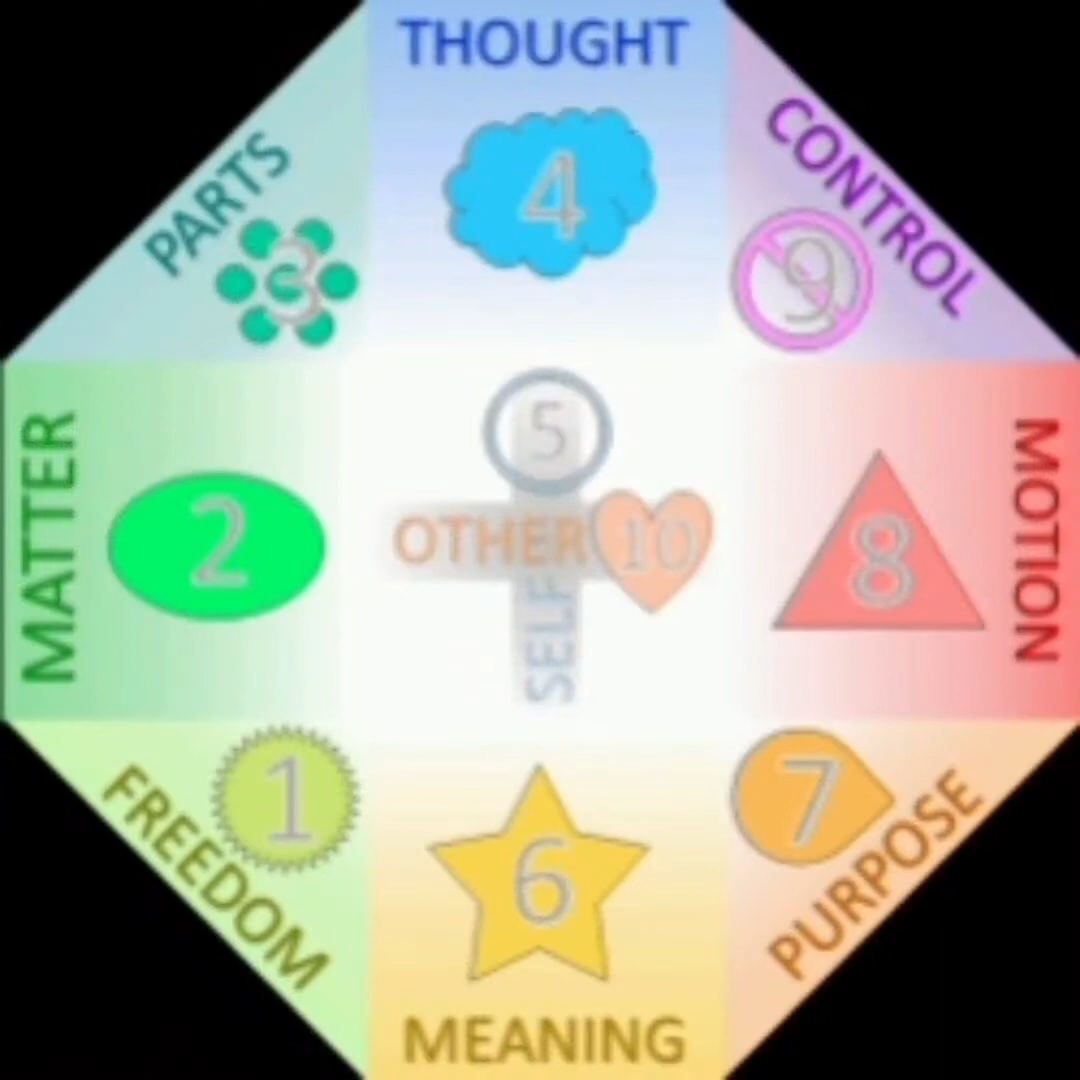 THOUGHT
4
PARTS
3
CONTROL
9
MATTER
2
5
OTHER
10
SELF
MOTION
8
FREEDOM
1
6
MEANING
7
PURPOSE